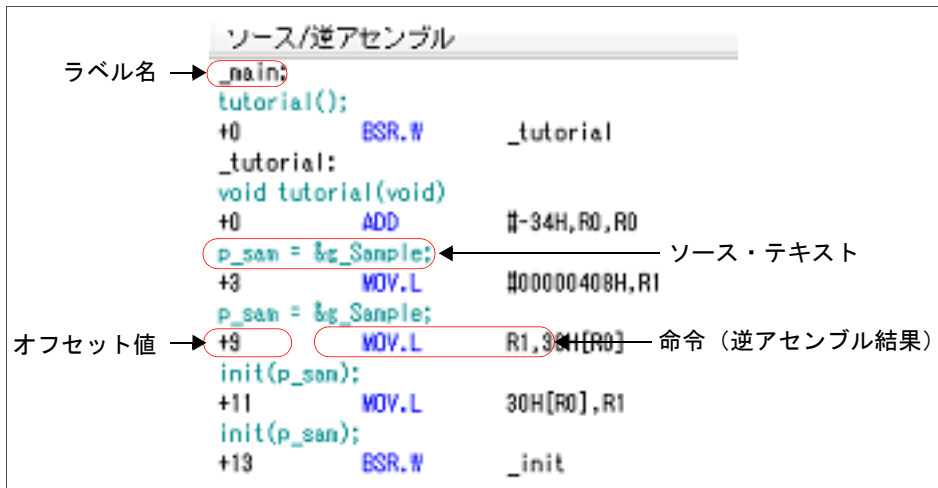 ソース/逆アセンブル
ラベル名
_main:
tutorial();
+0 BSR.W _tutorial
_tutorial:
void tutorial(void)
+0 ADD #-34H,R0,R0
p_sam = &g_Sample;
ソース・テキスト
+3 MOV.L #00000408H,R1
p_sam = &g_Sample;
オフセット値
+9 MOV.L R1,30H[R0]
命令（逆アセンブル結果）
init(p_sam);
+11 MOV.L 30H[R0],R1
init(p_sam);
+13 BSR.W _init